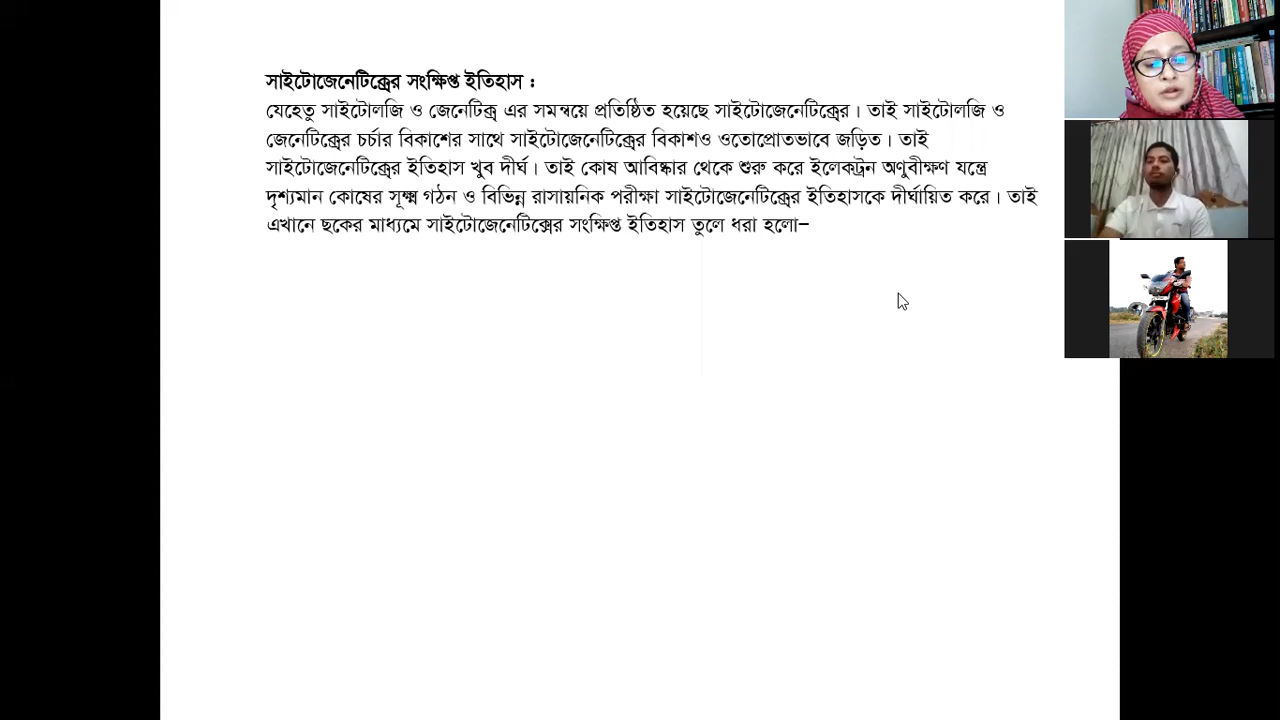 সাইটোজেনেটিক্সের সংক্ষিপ্ত ইতিহাস :
যেহেতু সাইটোলজি ও জেনেটিক্স এর সমন্বয়ে প্রতিষ্ঠিত হয়েছে সাইটোজেনেটিক্সের। তাই সাইটোলজি ও
জেনেটিক্সের চর্চার বিকাশের সাথে সাইটোজেনেটিক্সের বিকাশও ওতোপ্রোতভাবে জড়িত। তাই
সাইটোজেনেটিক্সের ইতিহাস খুব দীর্ঘ। তাই কোষ আবিষ্কার থেকে শুরু করে ইলেকট্রন অণুবীক্ষণ যন্ত্রে
দৃশ্যমান কোষের সূক্ষ্ম গঠন ও বিভিন্ন রাসায়নিক পরীক্ষা সাইটোজেনেটিক্সের ইতিহাসকে দীর্ঘায়িত করে। তাই
এখানে ছকের মাধ্যমে সাইটোজেনেটিক্সের সংক্ষিপ্ত ইতিহাস তুলে ধরা হলো–